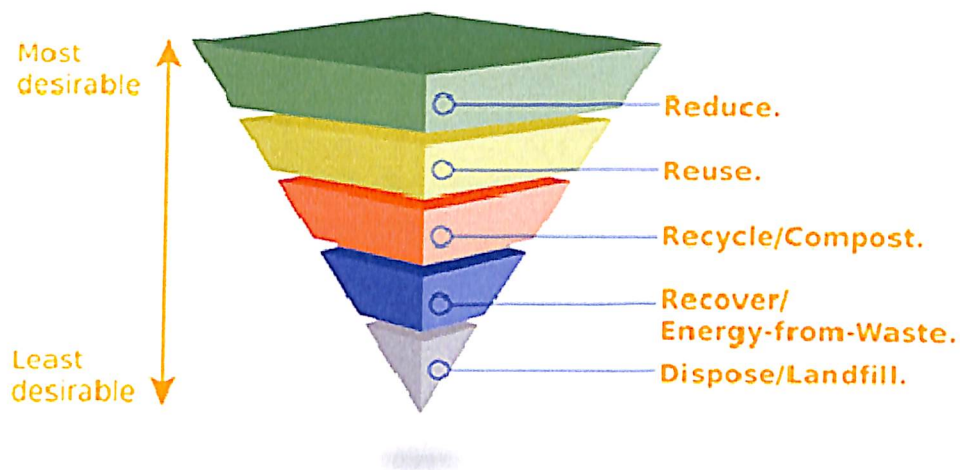 Most
desirable
Reduce.
Reuse.
Recycle/Compost.
Recover/
Energy-from-Waste.
Least
desirable
Dispose/Landfill.